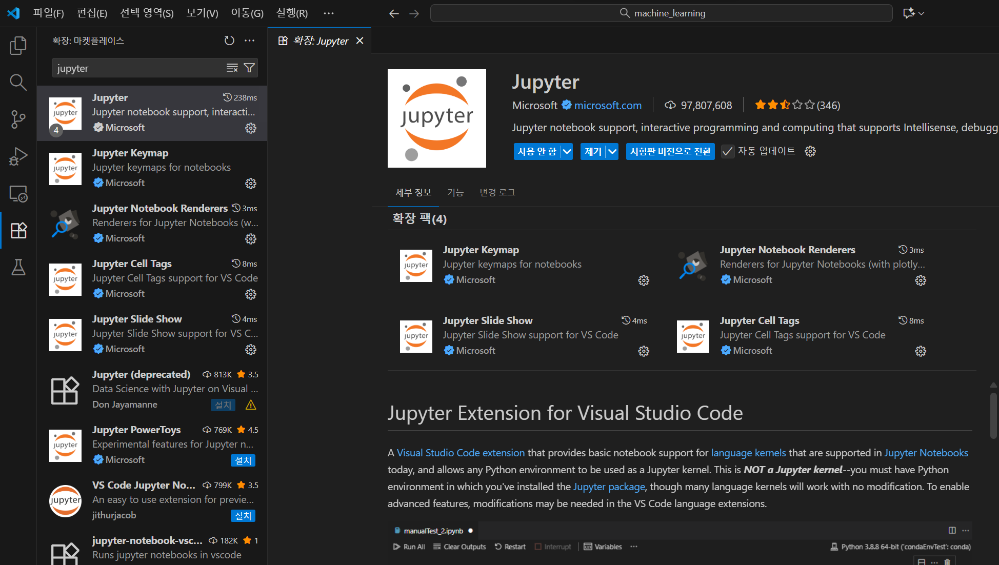 파일(F) 편집(E) 선택 영역(S) 보기(V) 이동(G) 실행(R) ··· machine_learning
확장: 마켓플레이스
jupyter
Jupyter 238ms
Jupyter notebook support, interacti...
Microsoft
4
Jupyter Keymap
Jupyter keymaps for notebooks
Microsoft
Jupyter Notebook Renderers 3ms
Renderers for Jupyter Notebooks (w...
Microsoft
Jupyter Cell Tags 8ms
Jupyter Cell Tags support for VS Code
Microsoft
Jupyter Slide Show 4ms
Jupyter Slide Show support for VS C...
Microsoft
Jupyter (deprecated) 813K 3.5
Data Science with Jupyter on Visual ...
Don Jayamanne 설치
Jupyter PowerToys 769K 4.5
Experimental features for Jupyter n...
Microsoft 설치
VS Code Jupyter No... 799K 3.5
An easy to use extension for previe...
jithurjacob 설치
jupyter-notebook-vsc... 182K 1
Runs jupyter notebooks in vscode
확장: Jupyter
jupyter
Jupyter
Microsoft microsoft.com 97,807,608 (346)
Jupyter notebook support, interactive programming and computing that supports Intellisense, debugg
사용 안 함 제거 시험판 버전으로 전환 자동 업데이트
세부 정보 기능 변경 로그
확장 팩(4)
Jupyter Keymap
Jupyter keymaps for notebooks
Microsoft
Jupyter Notebook Renderers 3ms
Renderers for Jupyter Notebooks (with plotly...
Microsoft
Jupyter Slide Show 4ms
Jupyter Slide Show support for VS Code
Microsoft
Jupyter Cell Tags 8ms
Jupyter Cell Tags support for VS Code
Microsoft
Jupyter Extension for Visual Studio Code
A Visual Studio Code extension that provides basic notebook support for language kernels that are supported in Jupyter Notebooks
today, and allows any Python environment to be used as a Jupyter kernel. This is NOT a Jupyter kernel--you must have Python
environment in which you've installed the Jupyter package, though many language kernels will work with no modification. To enable
advanced features, modifications may be needed in the VS Code language extensions.
manualTest_2.ipynb
Run All Clear Outputs Restart Interrupt Variables ··· Python 3.8.8 64-bit ('condaEnvTest': conda)